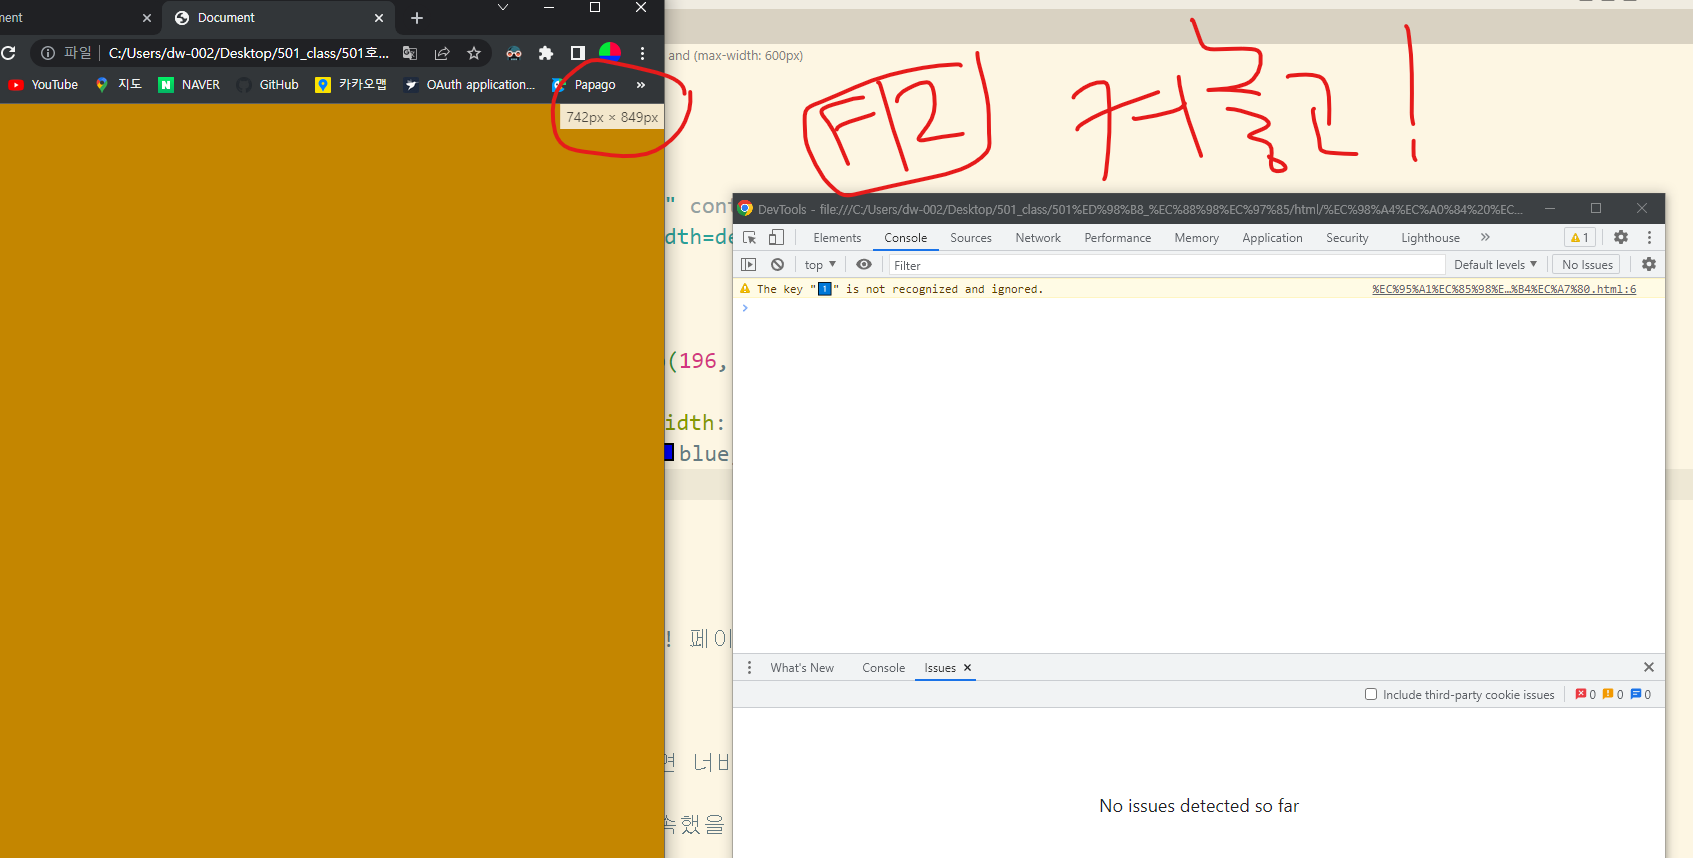 ment
Document
파일 C:/Users/dw-002/Desktop/501_class/501호...
YouTube 지도 NAVER GitHub 카카오맵 OAuth application... Papago »
and (max-width: 600px)
742px × 849px
F12 켜졌고!
" cont
dth=de
(196,
idth:
blue
! 페이
너비
속했을
DevTools - file:///C:/Users/dw-002/Desktop/501_class/501%ED%98%B8_%EC%88%98%EC%97%85/html/%EC%98%A4%EC%A0%84%20%EC...
Elements Console Sources Network Performance Memory Application Security Lighthouse » 1
top Filter Default levels No Issues
The key "1" is not recognized and ignored. %EC%95%A1%EC%85%98%E...%B4%EC%A7%80.html:6
What's New Console Issues
Include third-party cookie issues 0 0 0
No issues detected so far